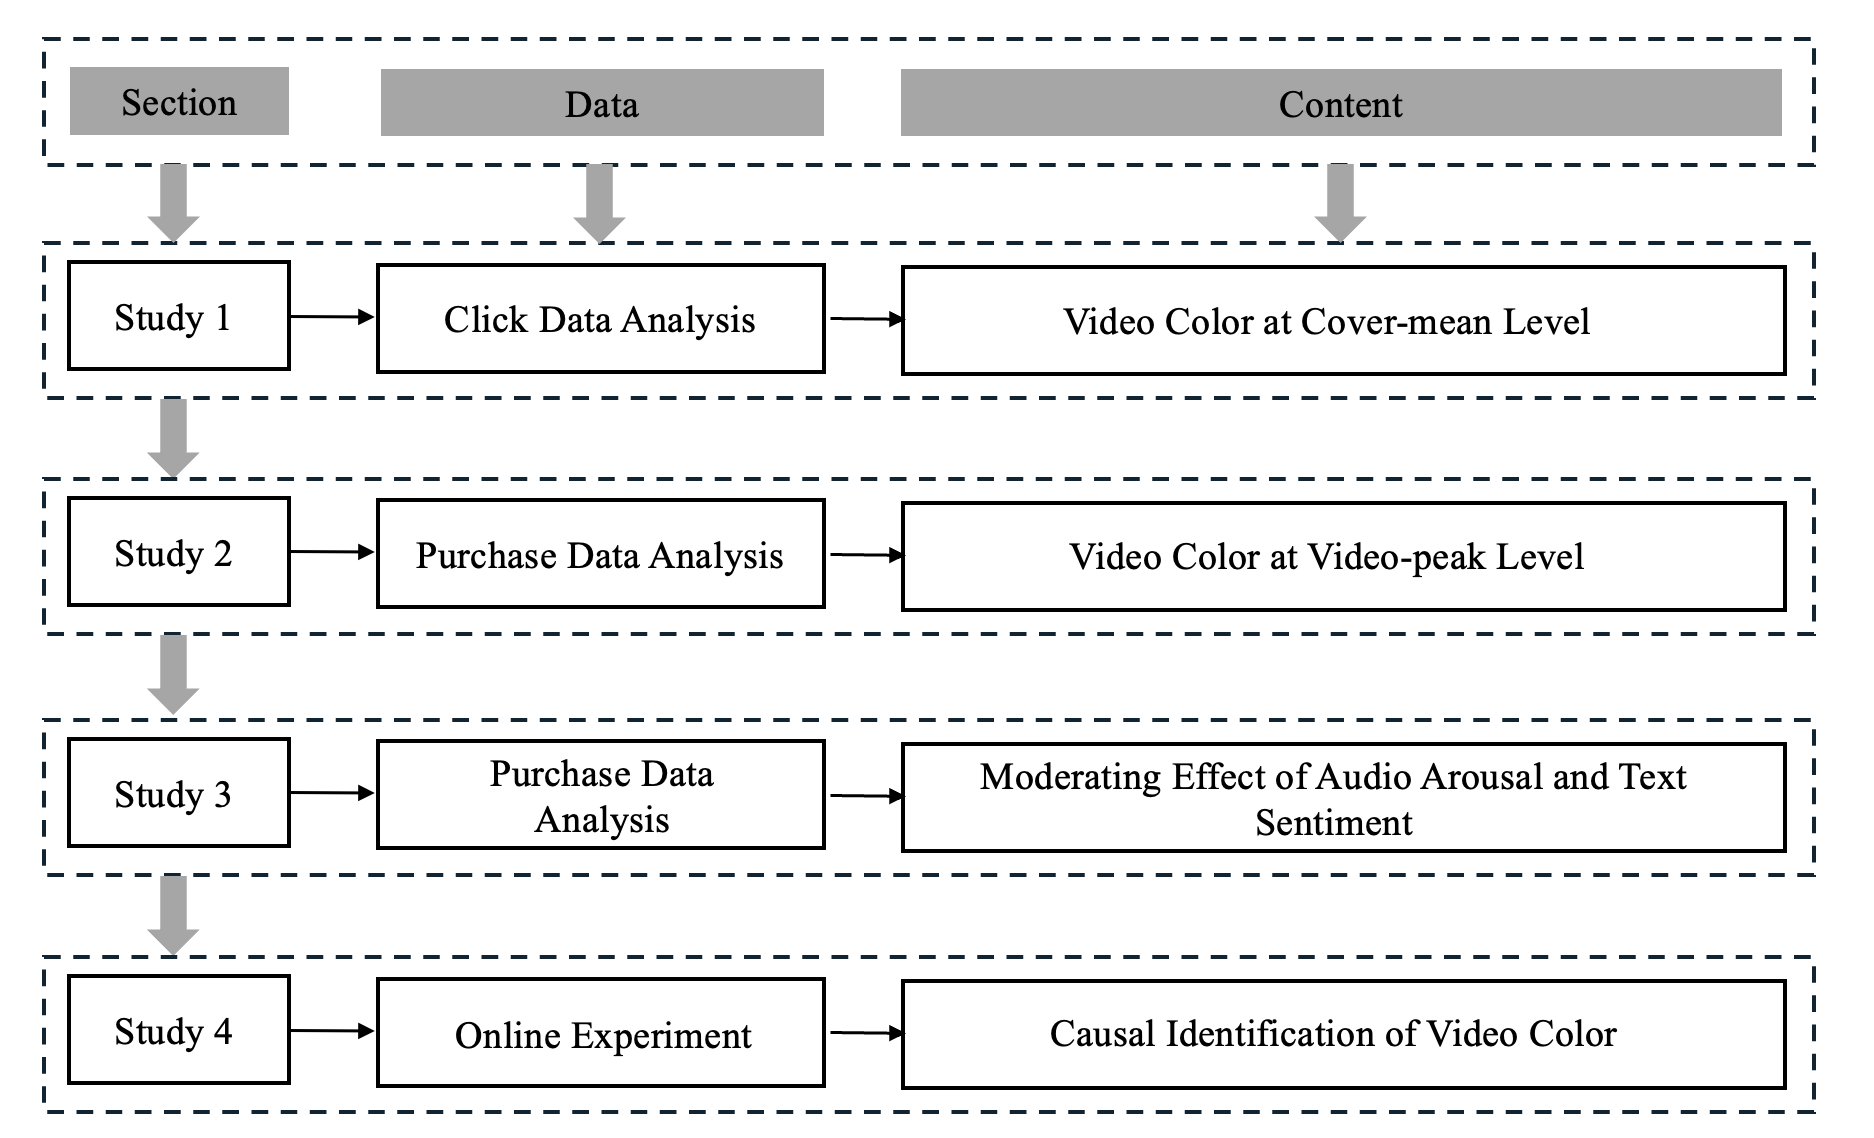 Section
Data
Content
Study 1
Click Data Analysis
Video Color at Cover-mean Level
Study 2
Purchase Data Analysis
Video Color at Video-peak Level
Study 3
Purchase Data
Analysis
Moderating Effect of Audio Arousal and Text
Sentiment
Study 4
Online Experiment
Causal Identification of Video Color